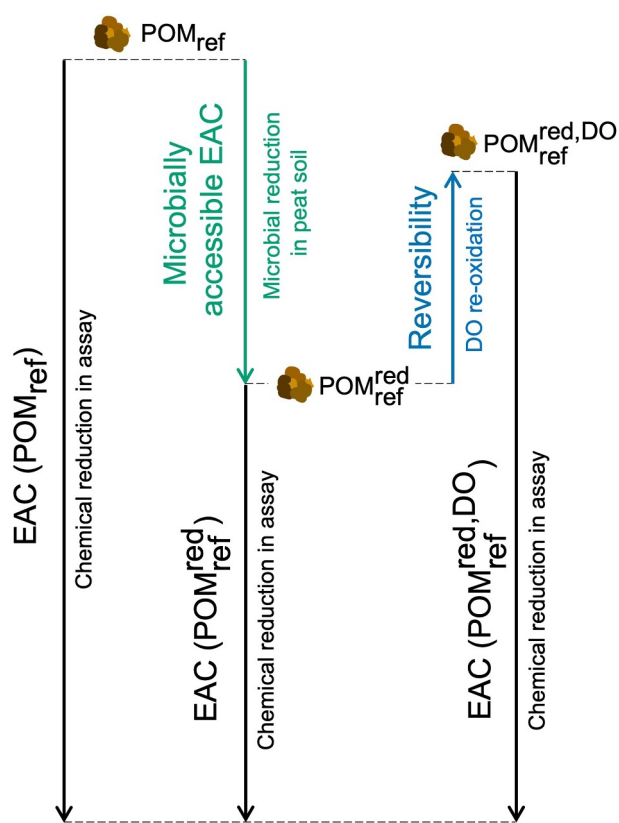 POM_ref
Microbially
accessible EAC
Microbial reduction
in peat soil
POM_ref^red,DO
Reversibility
DO re-oxidation
EAC (POM_ref)
Chemical reduction in assay
POM_ref^red
EAC (POM_ref^red)
Chemical reduction in assay
EAC (POM_ref^red,DO)
Chemical reduction in assay